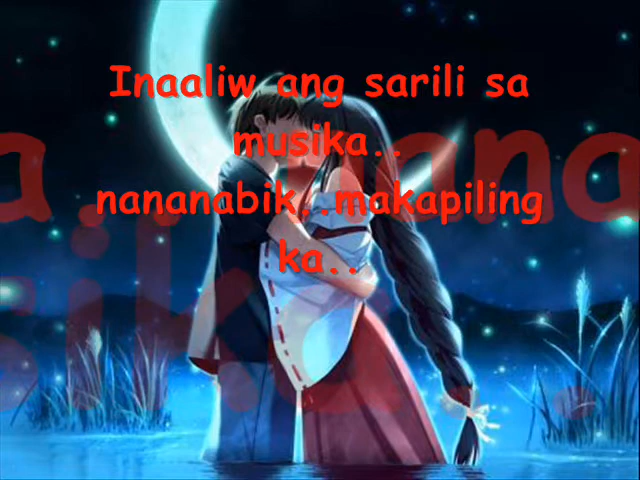 Inaaliw ang sarili sa
musika..
nananabik..makapiling
ka..